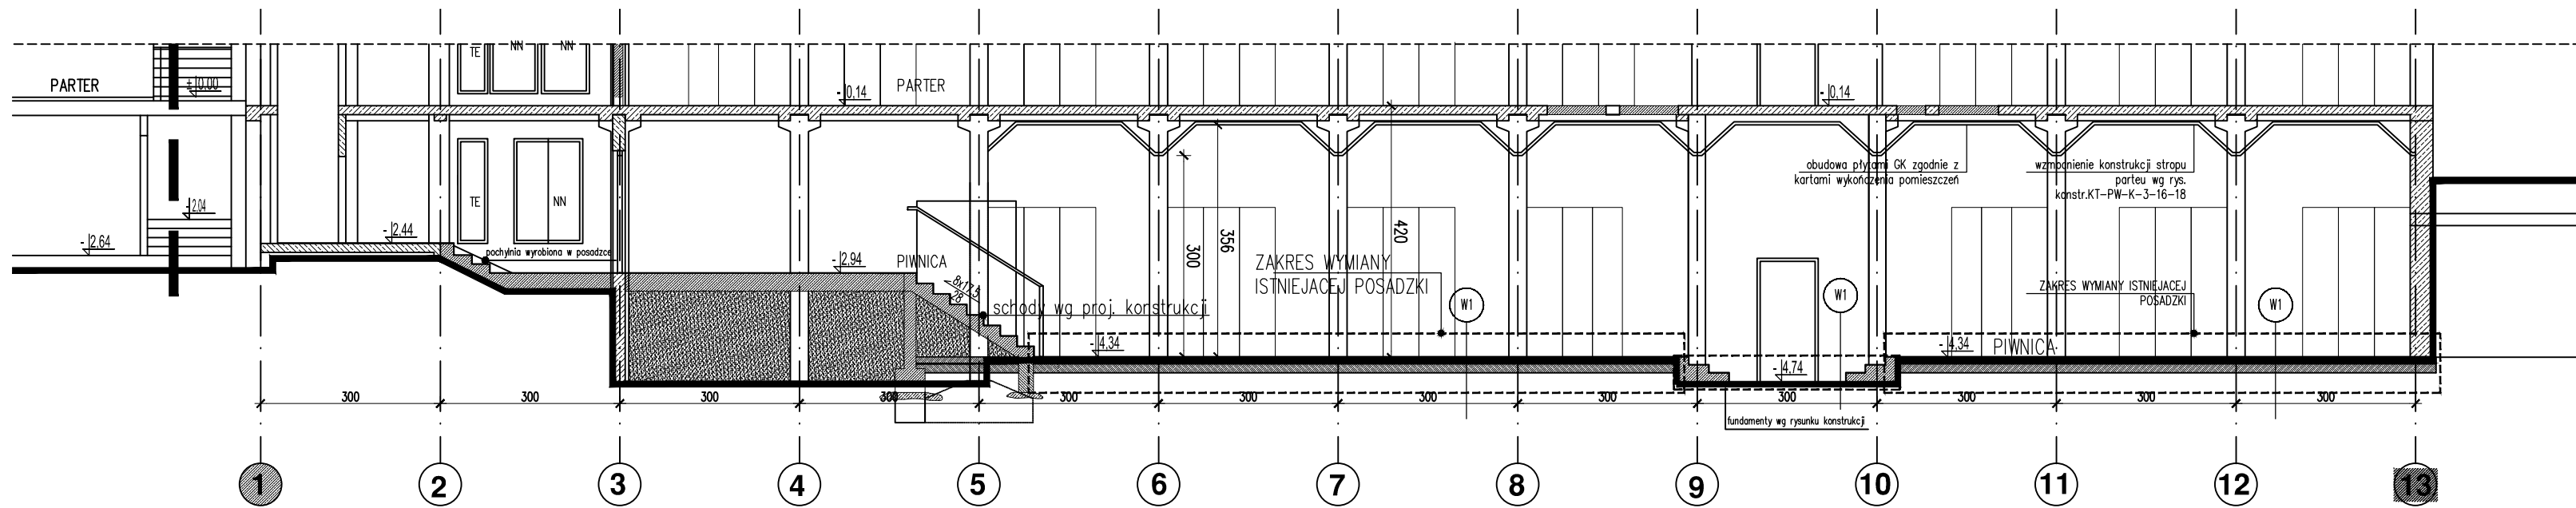 PARTER
±0.00
TE
NN
NN
-0,14
PARTER
-0,14
-2.04
-2.64
-2.44
TE
NN
pochylnia wyrobiona w posadzce
-2.94
PIWNICA
8x17,5
28
schody wg proj. konstrukcji
300
356
420
ZAKRES WYMIANY
ISTNIEJACEJ POSADZKI
W1
-4,34
obudowa płytami GK zgodnie z
kartami wykończenia pomieszczeń
wzmocnienie konstrukcji stropu
parteu wg rys.
konstr.KT-PW-K-3-16-18
W1
ZAKRES WYMIANY ISTNIEJACEJ
POSADZKI
W1
-4,74
-4,34
PIWNICA
300 300 300 300 300 300 300 300 300 300 300 300
fundamenty wg rysunku konstrukcji
1 2 3 4 5 6 7 8 9 10 11 12 13